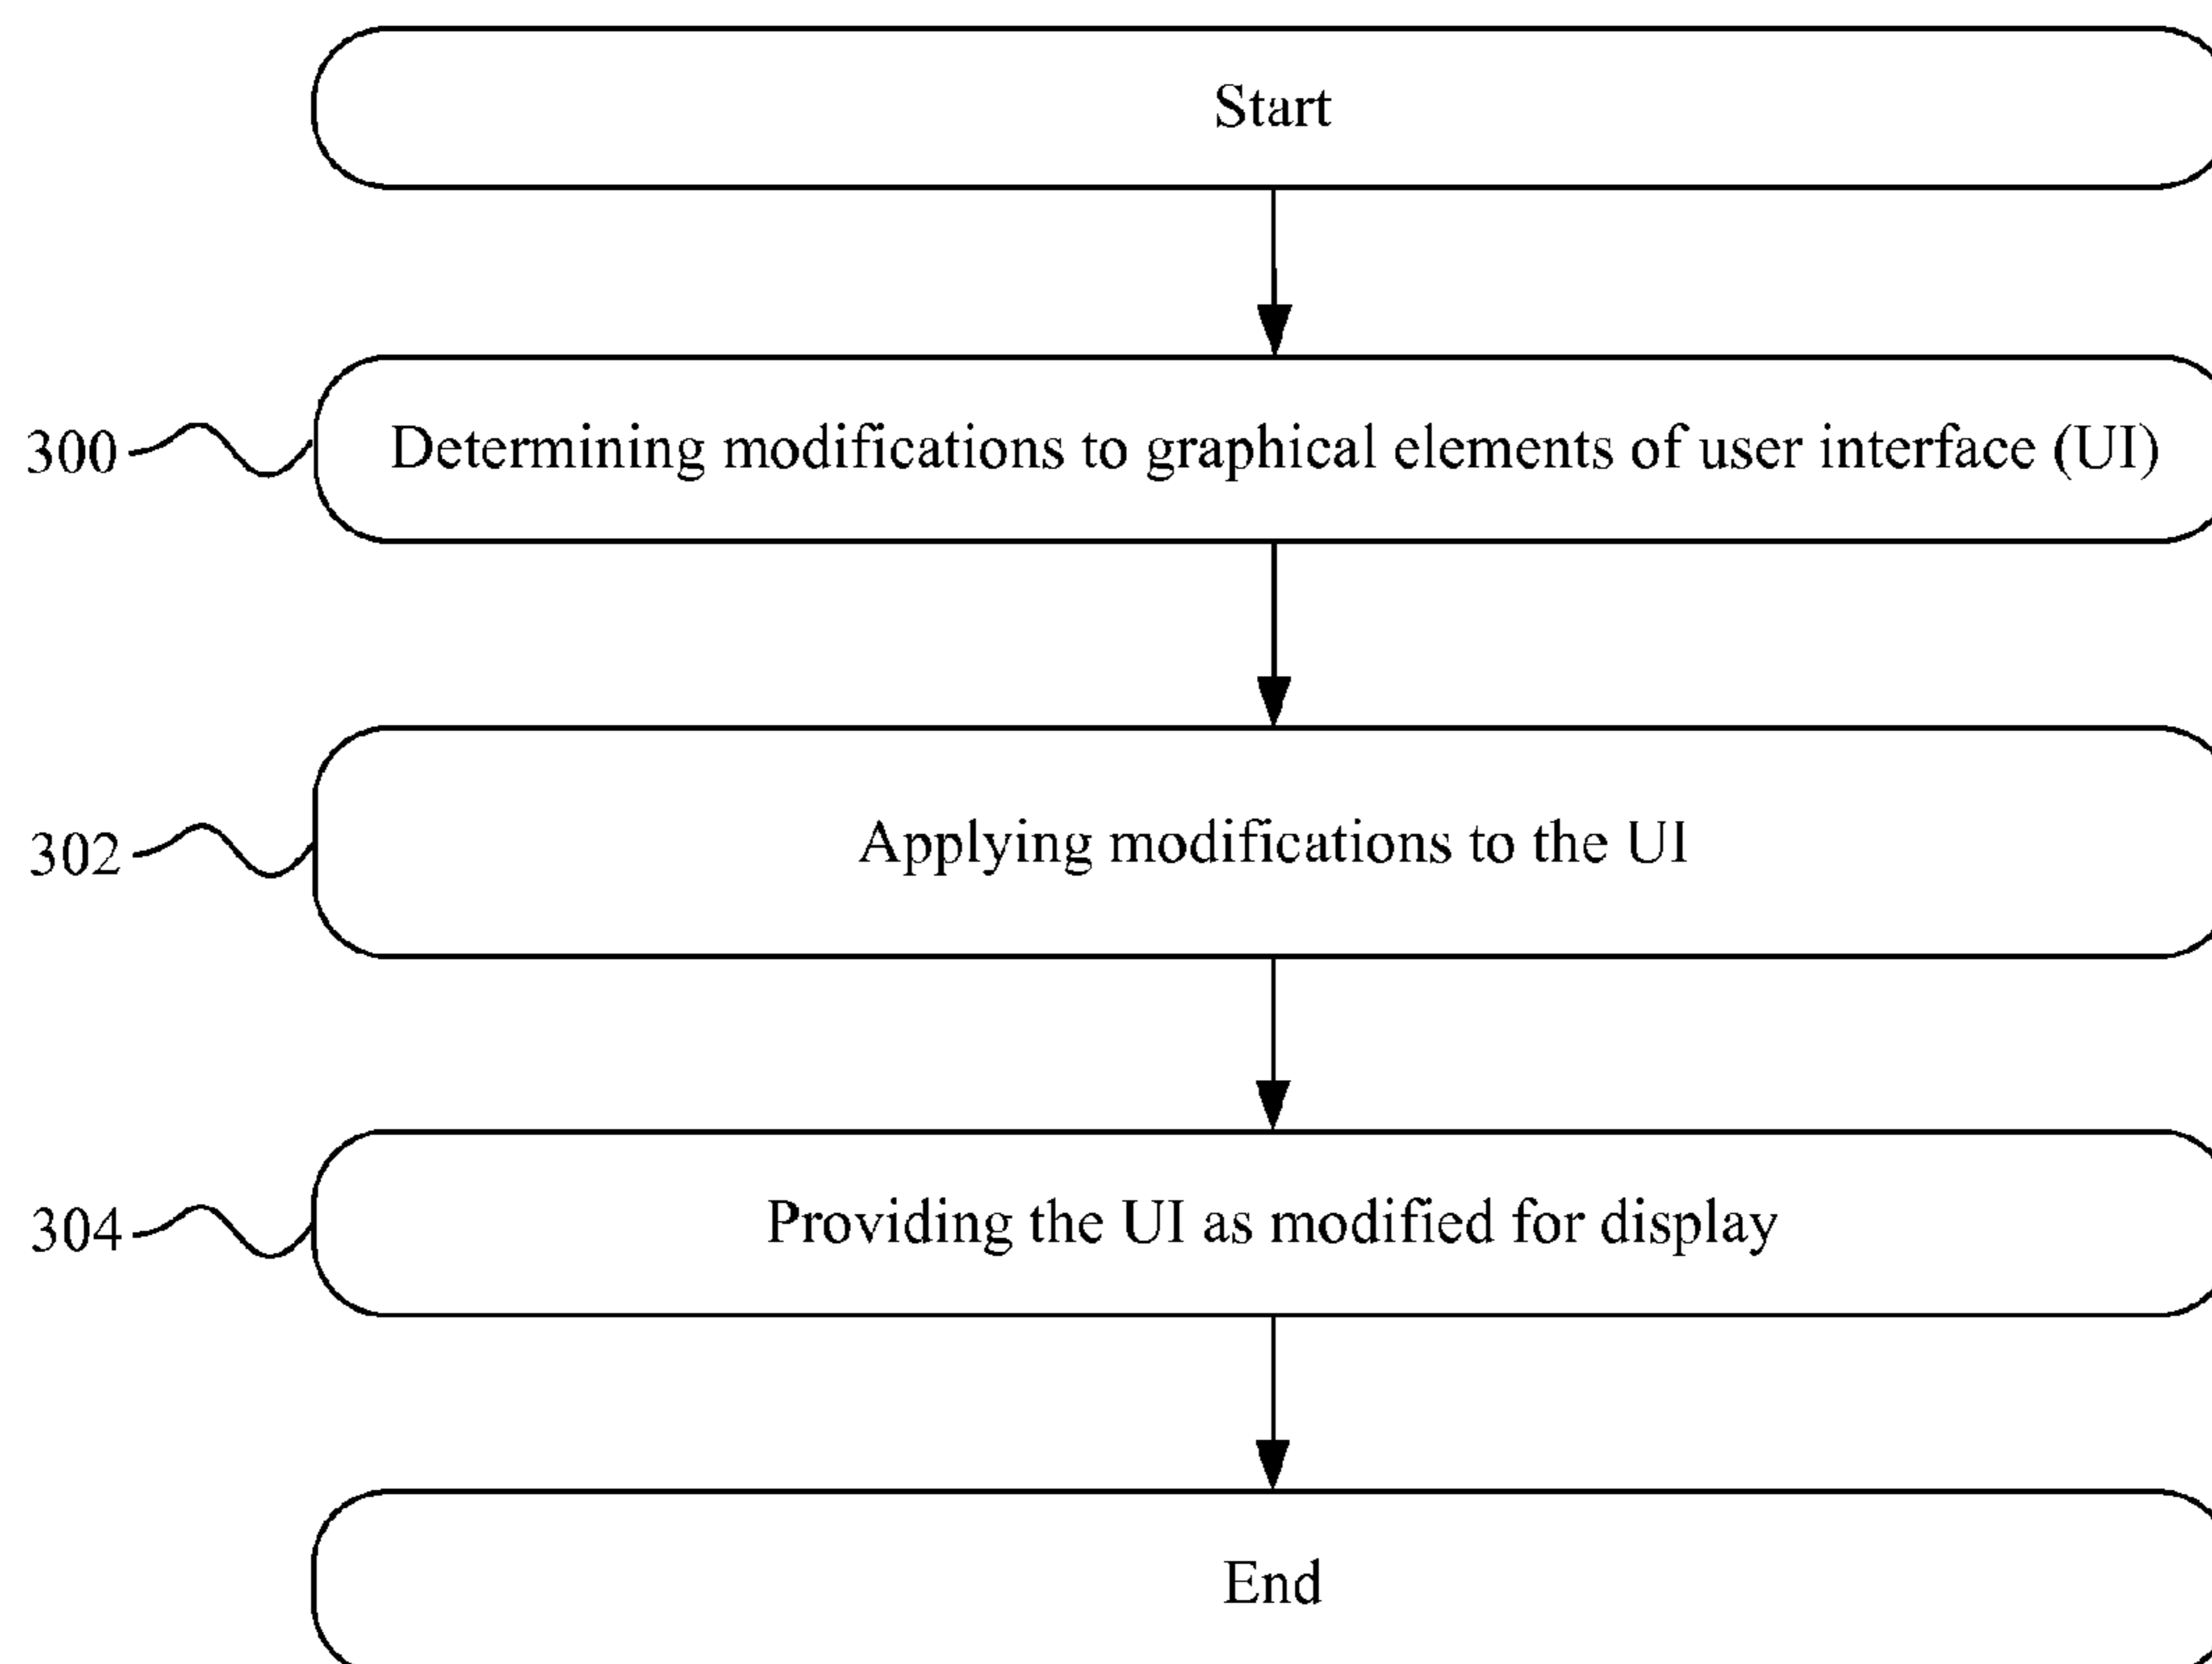 Start
300
Determining modifications to graphical elements of user interface (UI)
302
Applying modifications to the UI
304
Providing the UI as modified for display
End